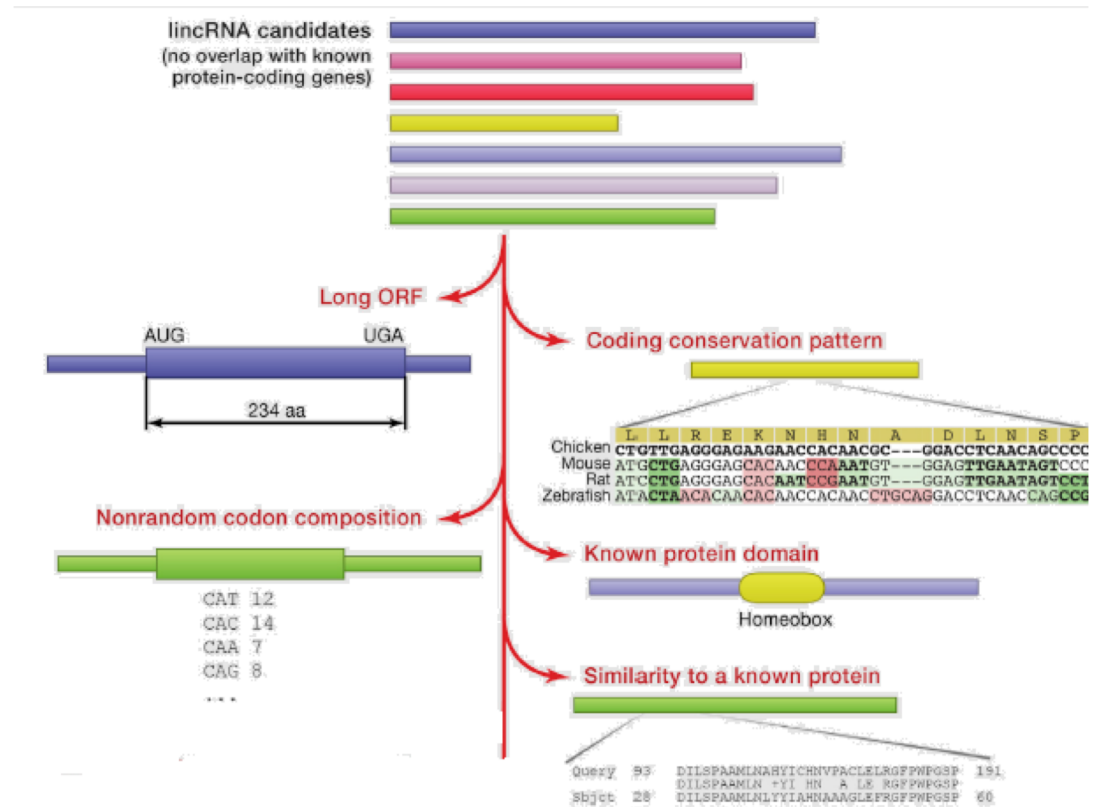 lincRNA candidates
(no overlap with known
protein-coding genes)
Long ORF
AUG UGA
234 aa
Coding conservation pattern
L L R E K N H N A D L N S P
Chicken CTGTTGAGGGAGAAGAACCACAACGC---GGACCTCAACAGCCCC
Mouse ATGCTGAGGGAGCACAACCCAAATGT---GGAGTTGAATAGTCCC
Rat ATCCTGAGGGAGCACAATCCGAATGT---GGAGTTGAATAGTCCT
Zebrafish ATACTAACACAACACAACCACAACCTGCAGGACCTCAACCAGCCG
Nonrandom codon composition
CAT 12
CAC 14
CAA 7
CAG 8
...
Known protein domain
Homeobox
Similarity to a known protein
Query 93 DILSPAAMLNAHYICHNVPACLELRGFPWPGSP 191
DILSPAAMLN +YI HN A LE RGFPWPGSP
Sbjct 28 DILSPAAMLNLYYIAHNAAAGLEFRGFPWPGSP 60